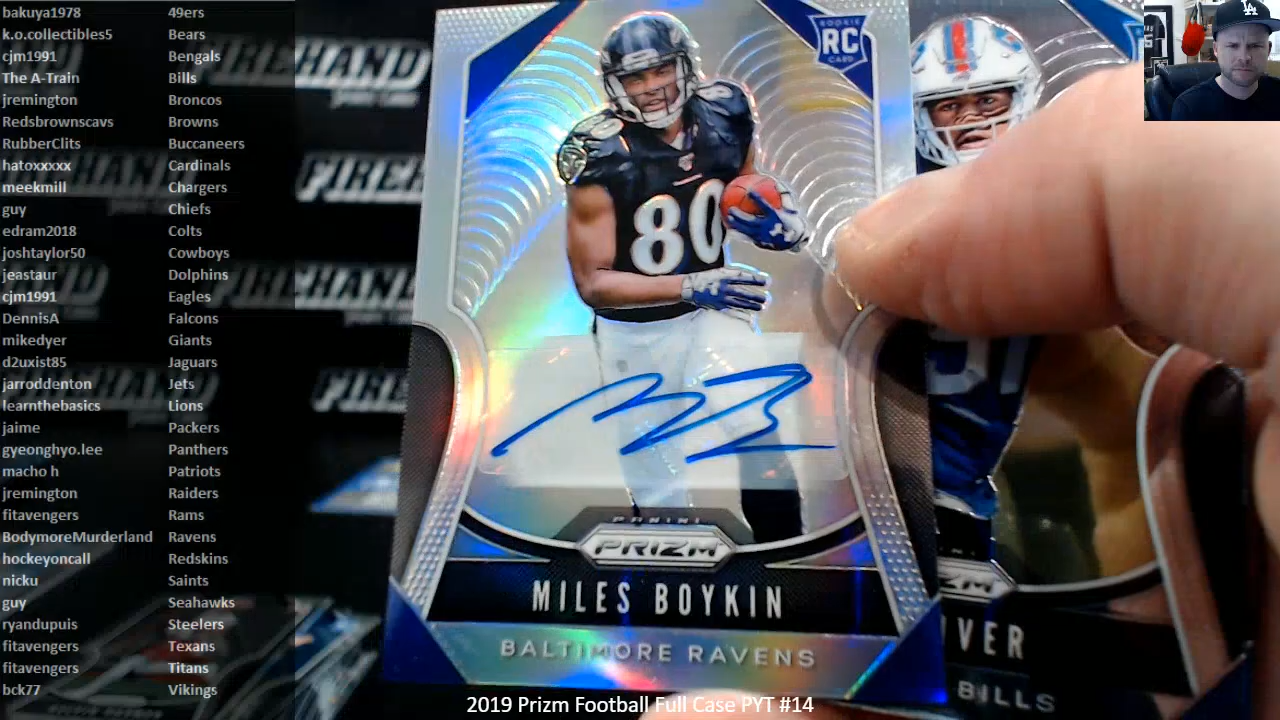 bakuya1978 49ers
k.o.collectibles5 Bears
cjm1991 Bengals
The A-Train Bills
jremington Broncos
Redsbrownscavs Browns
RubberClits Buccaneers
hatoxxxxx Cardinals
meekmill Chargers
guy Chiefs
edram2018 Colts
joshtaylor50 Cowboys
jeastaur Dolphins
cjm1991 Eagles
DennisA Falcons
mikedyer Giants
d2uxist85 Jaguars
jarroddenton Jets
learnthebasics Lions
jaime Packers
gyeonghyo.lee Panthers
macho h Patriots
jremington Raiders
fitavengers Rams
BodymoreMurderland Ravens
hockeyoncall Redskins
nicku Saints
guy Seahawks
ryandupuis Steelers
fitavengers Texans
fitavengers Titans
bck77 Vikings
FIREHAND
ROOKIE
RC
CARD
80
80
PANINI
PRIZM
MILES BOYKIN
BALTIMORE RAVENS
BILLS
LA
2019 Prizm Football Full Case PYT #14